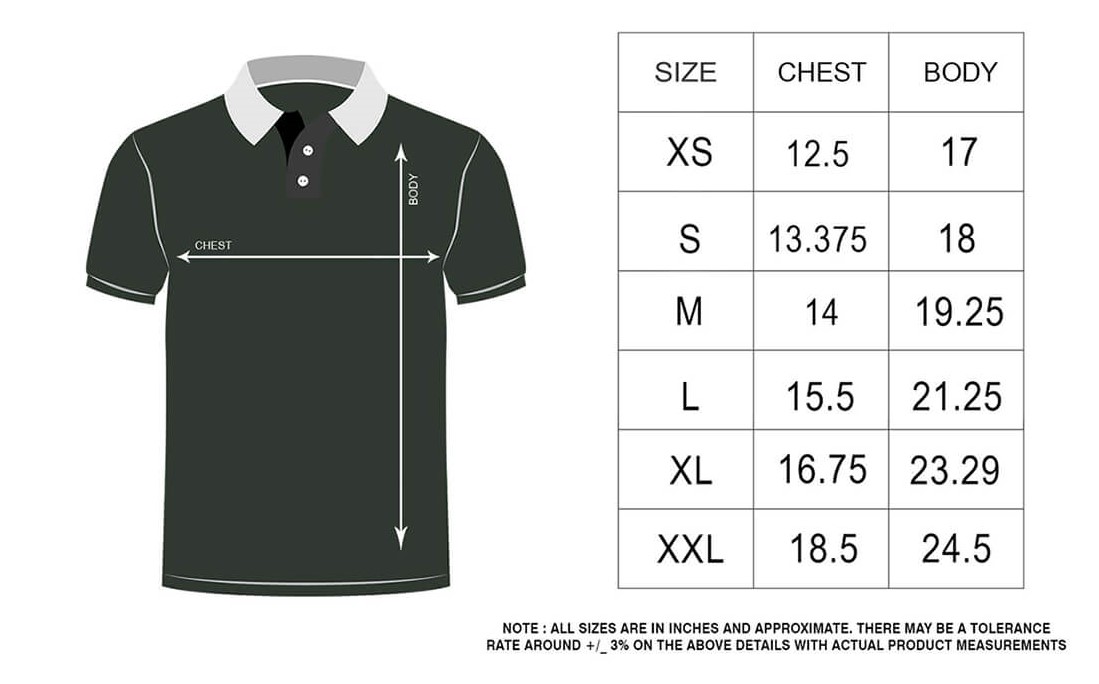 CHEST
BODY
SIZE CHEST BODY
XS 12.5 17
S 13.375 18
M 14 19.25
L 15.5 21.25
XL 16.75 23.29
XXL 18.5 24.5
NOTE : ALL SIZES ARE IN INCHES AND APPROXIMATE. THERE MAY BE A TOLERANCE
RATE AROUND +/_ 3% ON THE ABOVE DETAILS WITH ACTUAL PRODUCT MEASUREMENTS